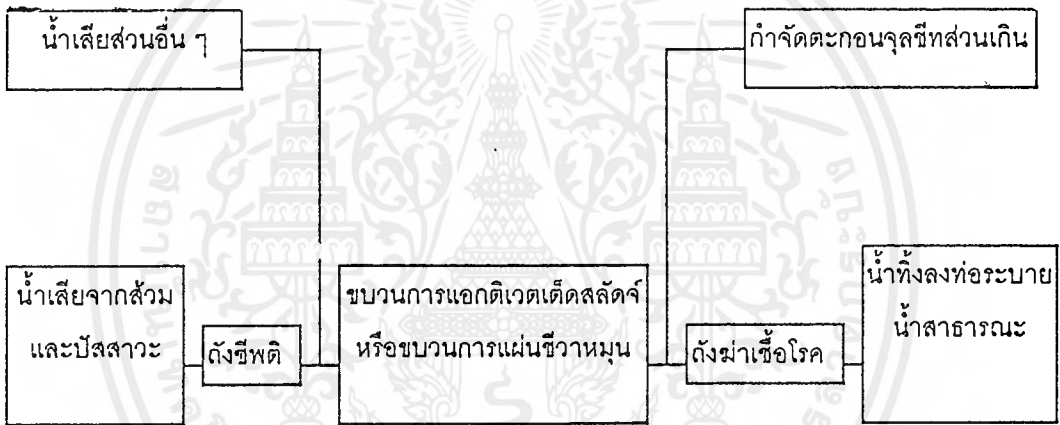 น้ำเสียส่วนอื่น ๆ
กำจัดตะกอนจุลชีพส่วนเกิน
น้ำเสียจากส้วม
และปัสสาวะ
ถังซีพติ
ขบวนการแอกติเวตเต็ดสลัดจ์
หรือขบวนการแผ่นชีวาหมุน
ถังฆ่าเชื้อโรค
น้ำทิ้งลงท่อระบาย
น้ำสาธารณะ